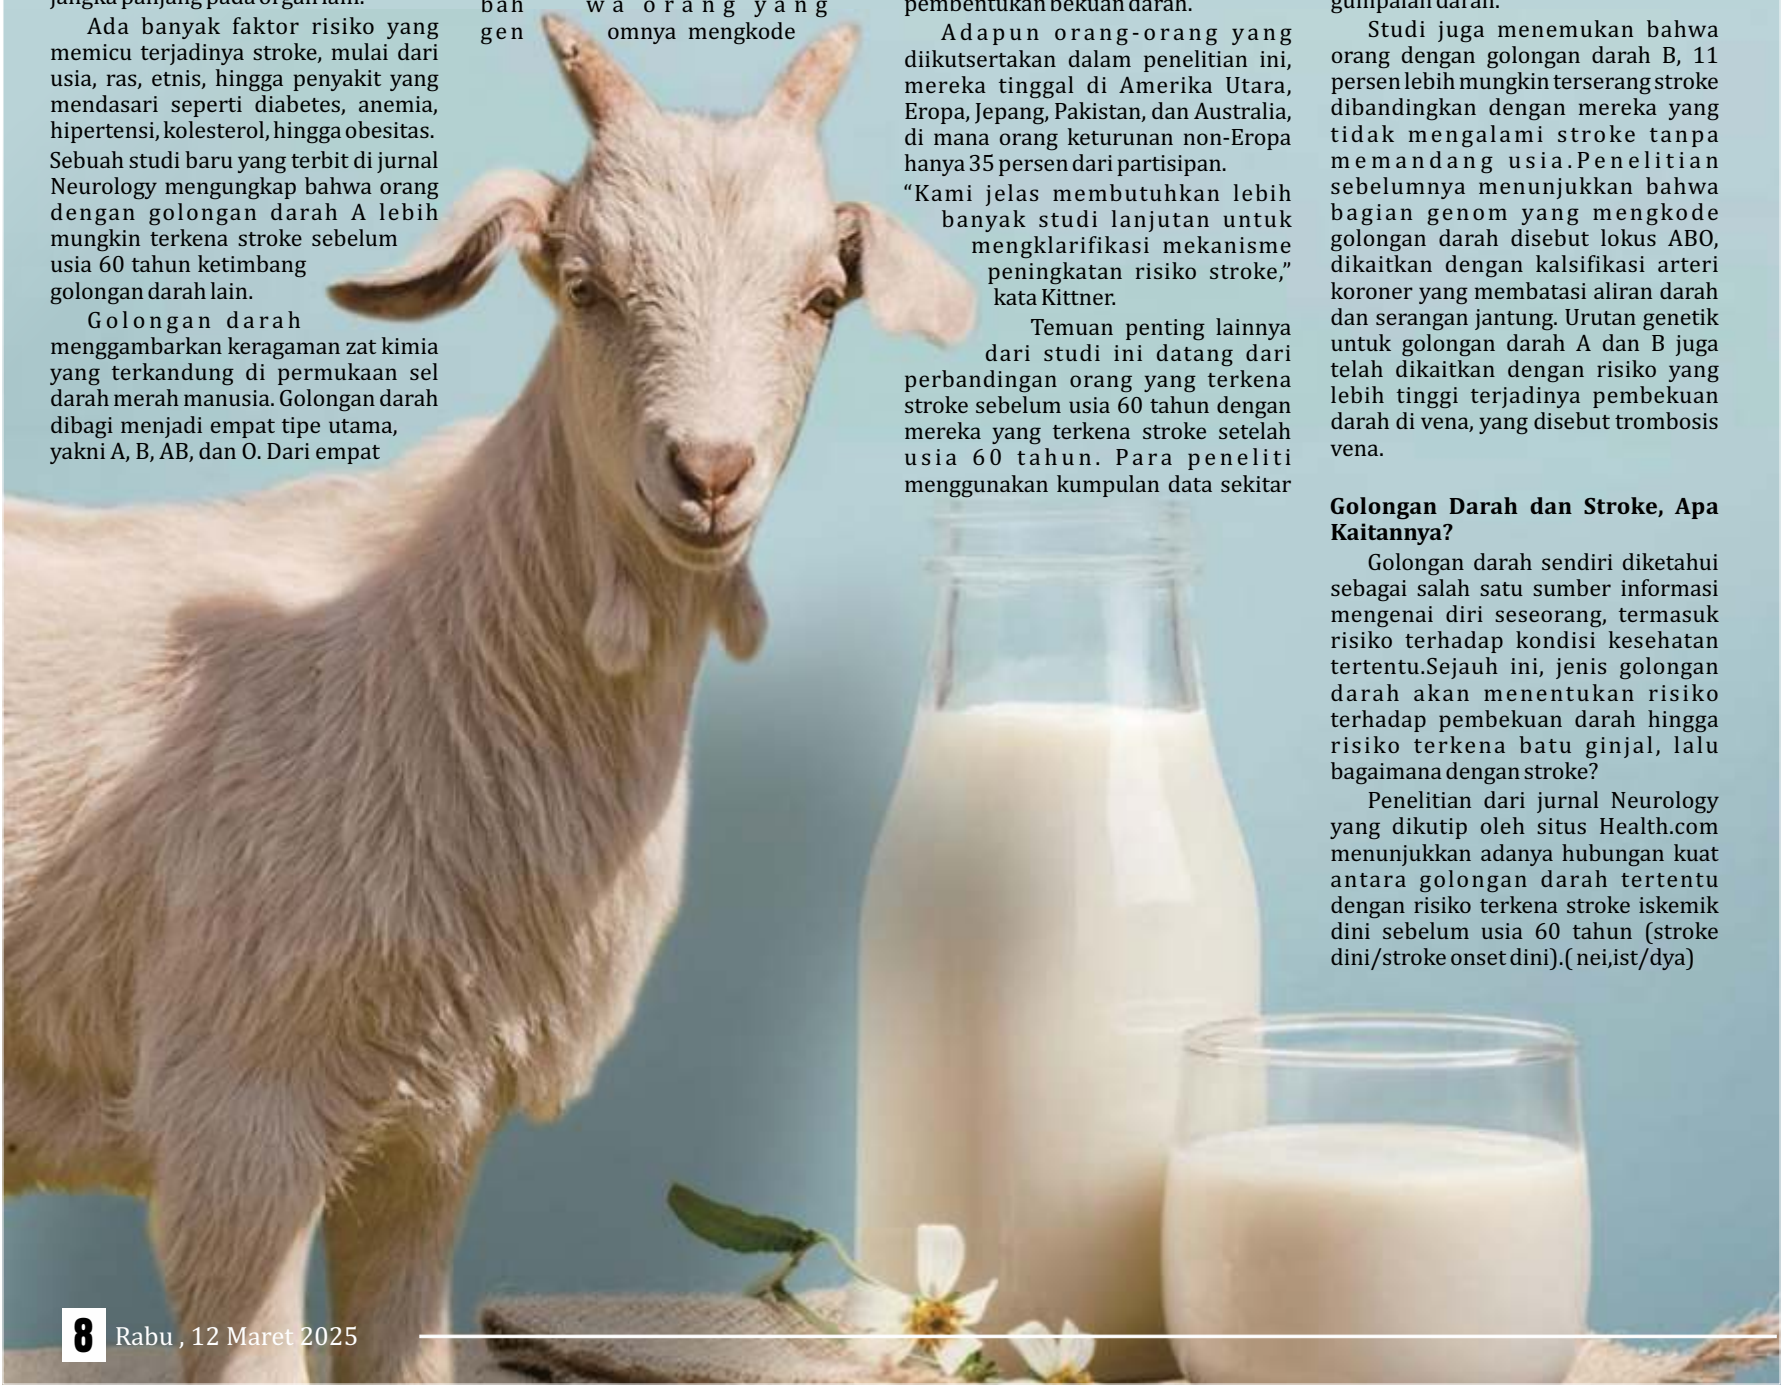 jangka panjang pada organ lain.
Ada banyak faktor risiko yang
memicu terjadinya stroke, mulai dari
usia, ras, etnis, hingga penyakit yang
mendasari seperti diabetes, anemia,
hipertensi, kolesterol, hingga obesitas.
Sebuah studi baru yang terbit di jurnal
Neurology mengungkap bahwa orang
dengan golongan darah A lebih
mungkin terkena stroke sebelum
usia 60 tahun ketimbang
golongan darah lain.
Golongan darah
menggambarkan keragaman zat kimia
yang terkandung di permukaan sel
darah merah manusia. Golongan darah
dibagi menjadi empat tipe utama,
yakni A, B, AB, dan O. Dari empat
bah wa orang yang
gen omnya mengkode
pembentukan bekuan darah.
Adapun orang-orang yang
diikutsertakan dalam penelitian ini,
mereka tinggal di Amerika Utara,
Eropa, Jepang, Pakistan, dan Australia,
di mana orang keturunan non-Eropa
hanya 35 persen dari partisipan.
“Kami jelas membutuhkan lebih
banyak studi lanjutan untuk
mengklarifikasi mekanisme
peningkatan risiko stroke,”
kata Kittner.
Temuan penting lainnya
dari studi ini datang dari
perbandingan orang yang terkena
stroke sebelum usia 60 tahun dengan
mereka yang terkena stroke setelah
usia 60 tahun. Para peneliti
menggunakan kumpulan data sekitar
gumpalan darah.
Studi juga menemukan bahwa
orang dengan golongan darah B, 11
persen lebih mungkin terserang stroke
dibandingkan dengan mereka yang
tidak mengalami stroke tanpa
memandang usia.Penelitian
sebelumnya menunjukkan bahwa
bagian genom yang mengkode
golongan darah disebut lokus ABO,
dikaitkan dengan kalsifikasi arteri
koroner yang membatasi aliran darah
dan serangan jantung. Urutan genetik
untuk golongan darah A dan B juga
telah dikaitkan dengan risiko yang
lebih tinggi terjadinya pembekuan
darah di vena, yang disebut trombosis
vena.
Golongan Darah dan Stroke, Apa
Kaitannya?
Golongan darah sendiri diketahui
sebagai salah satu sumber informasi
mengenai diri seseorang, termasuk
risiko terhadap kondisi kesehatan
tertentu.Sejauh ini, jenis golongan
darah akan menentukan risiko
terhadap pembekuan darah hingga
risiko terkena batu ginjal, lalu
bagaimana dengan stroke?
Penelitian dari jurnal Neurology
yang dikutip oleh situs Health.com
menunjukkan adanya hubungan kuat
antara golongan darah tertentu
dengan risiko terkena stroke iskemik
dini sebelum usia 60 tahun (stroke
dini/stroke onset dini).( nei,ist/dya)
8 Rabu , 12 Maret 2025